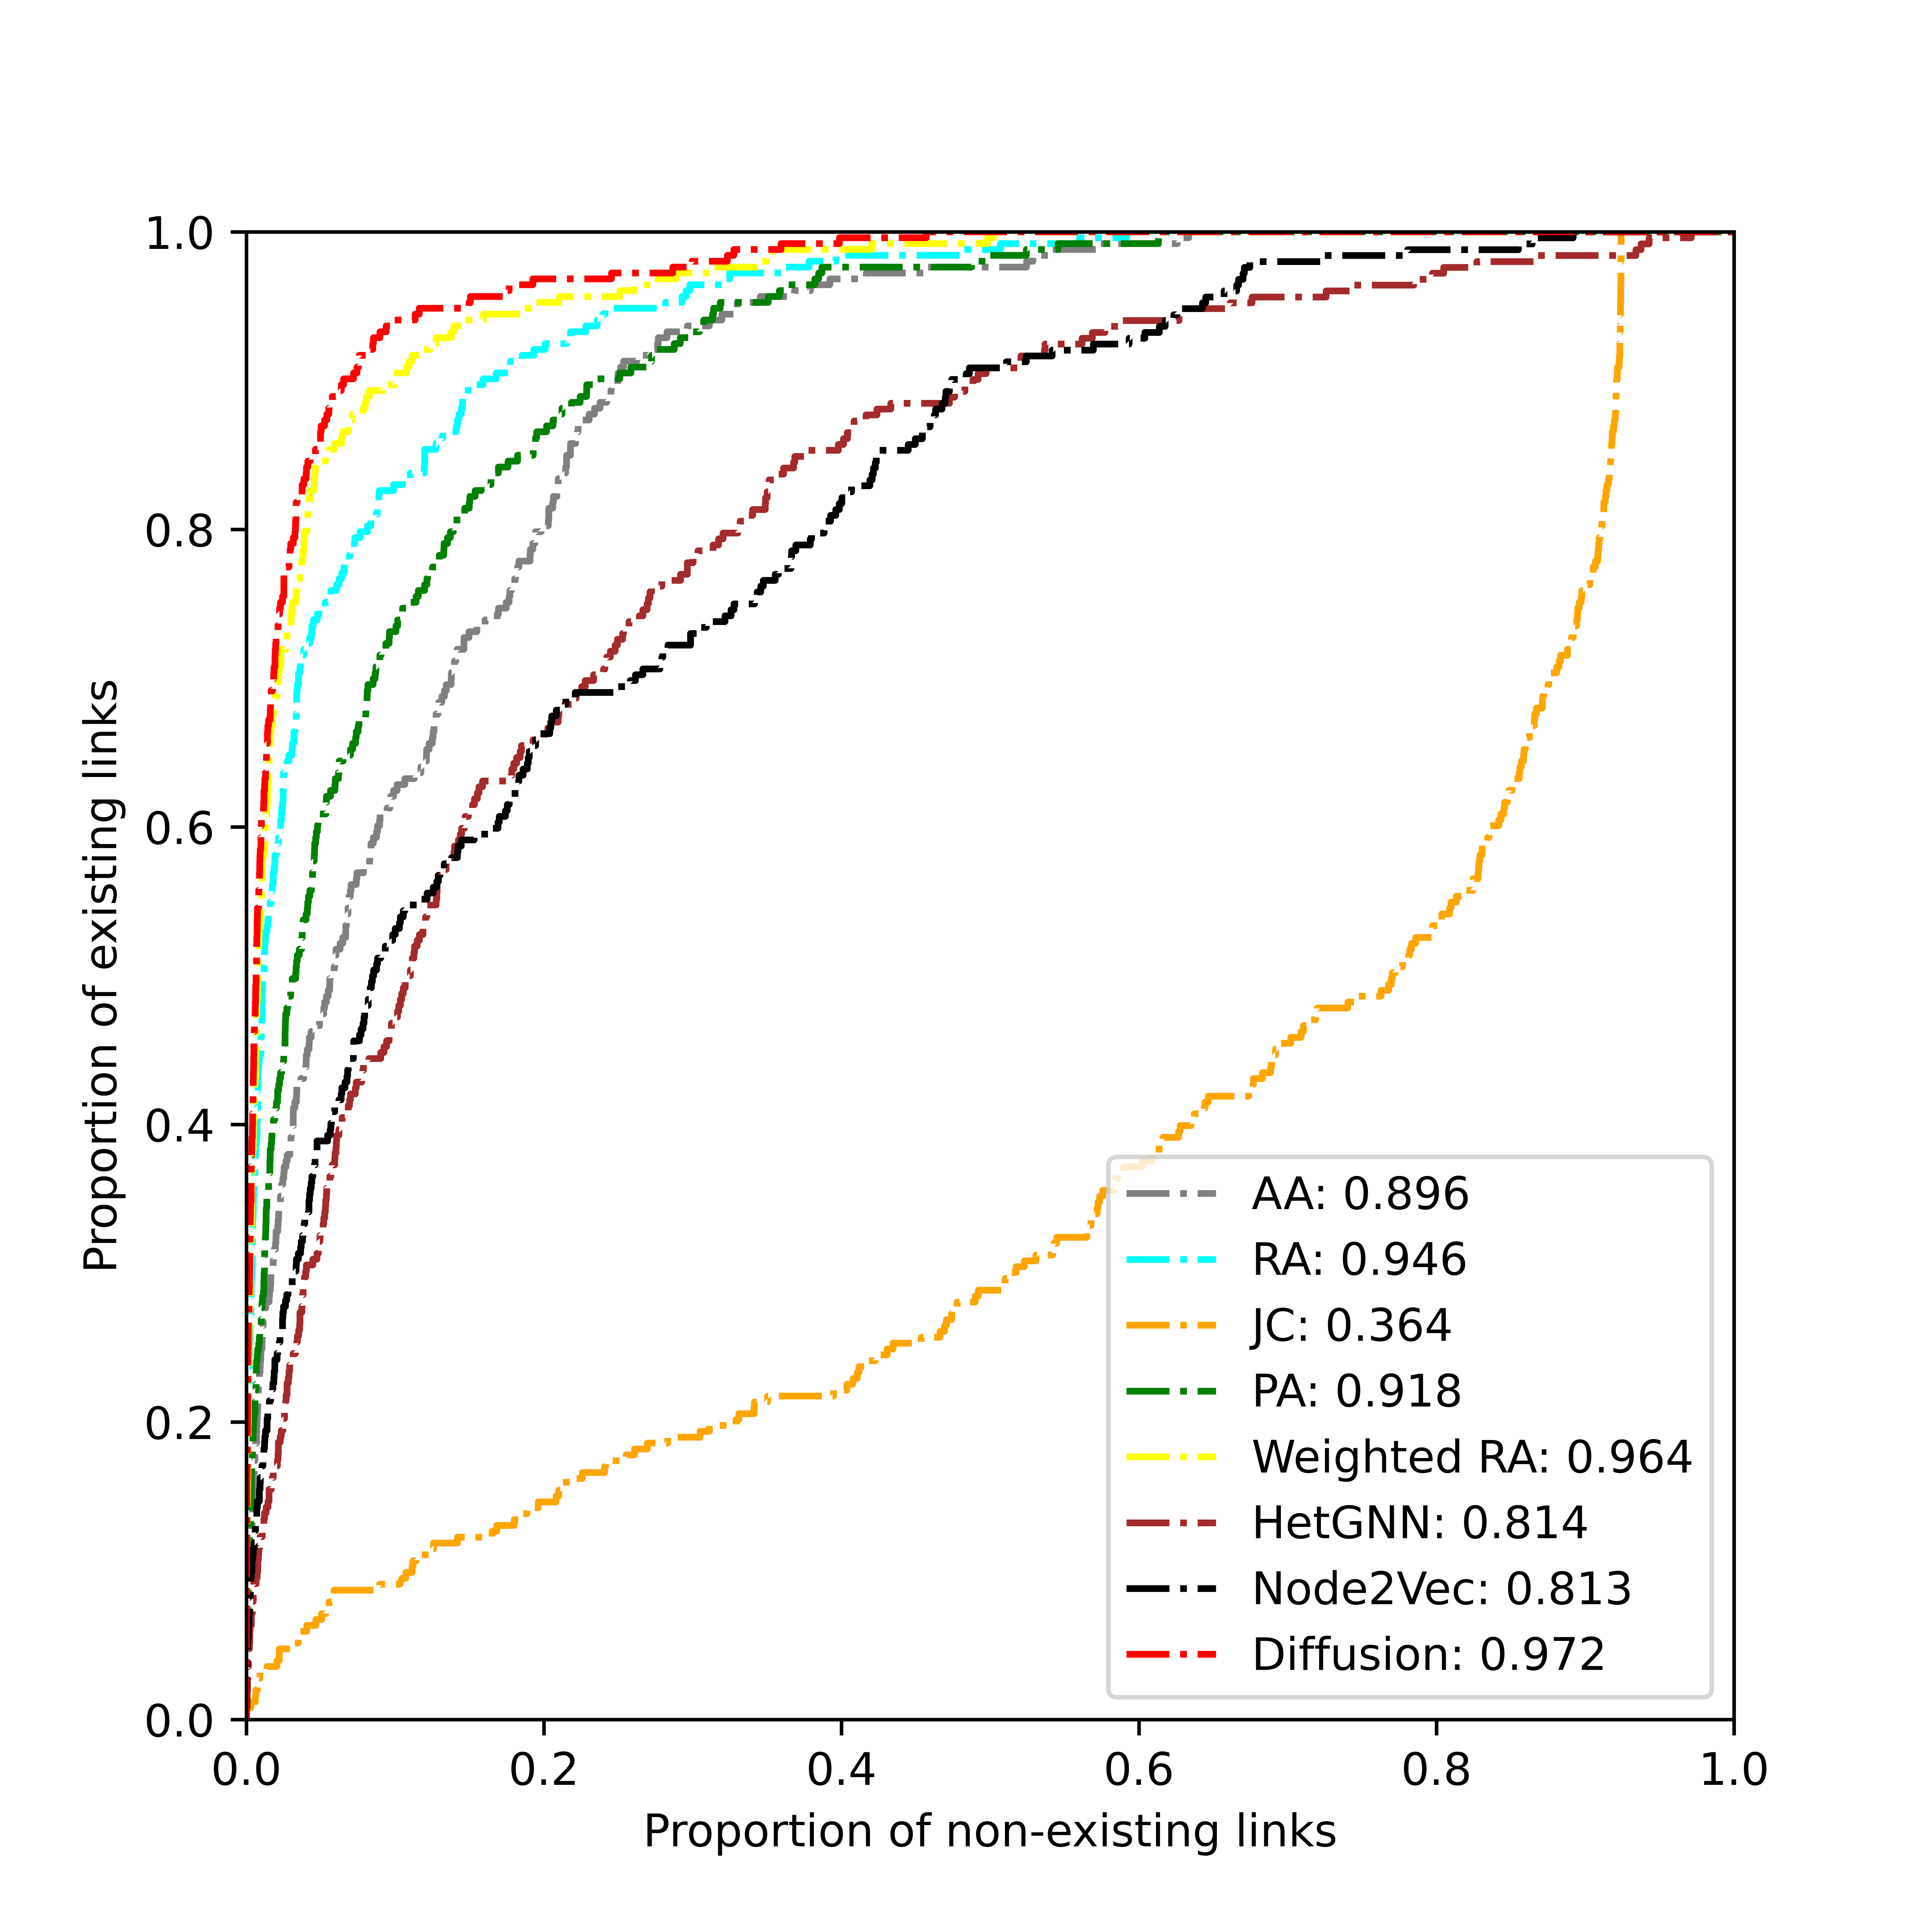 1.0
0.8
0.6
0.4
0.2
0.0
Proportion of existing links
AA: 0.896
RA: 0.946
JC: 0.364
PA: 0.918
Weighted RA: 0.964
HetGNN: 0.814
Node2Vec: 0.813
Diffusion: 0.972
0.0 0.2 0.4 0.6 0.8 1.0
Proportion of non-existing links